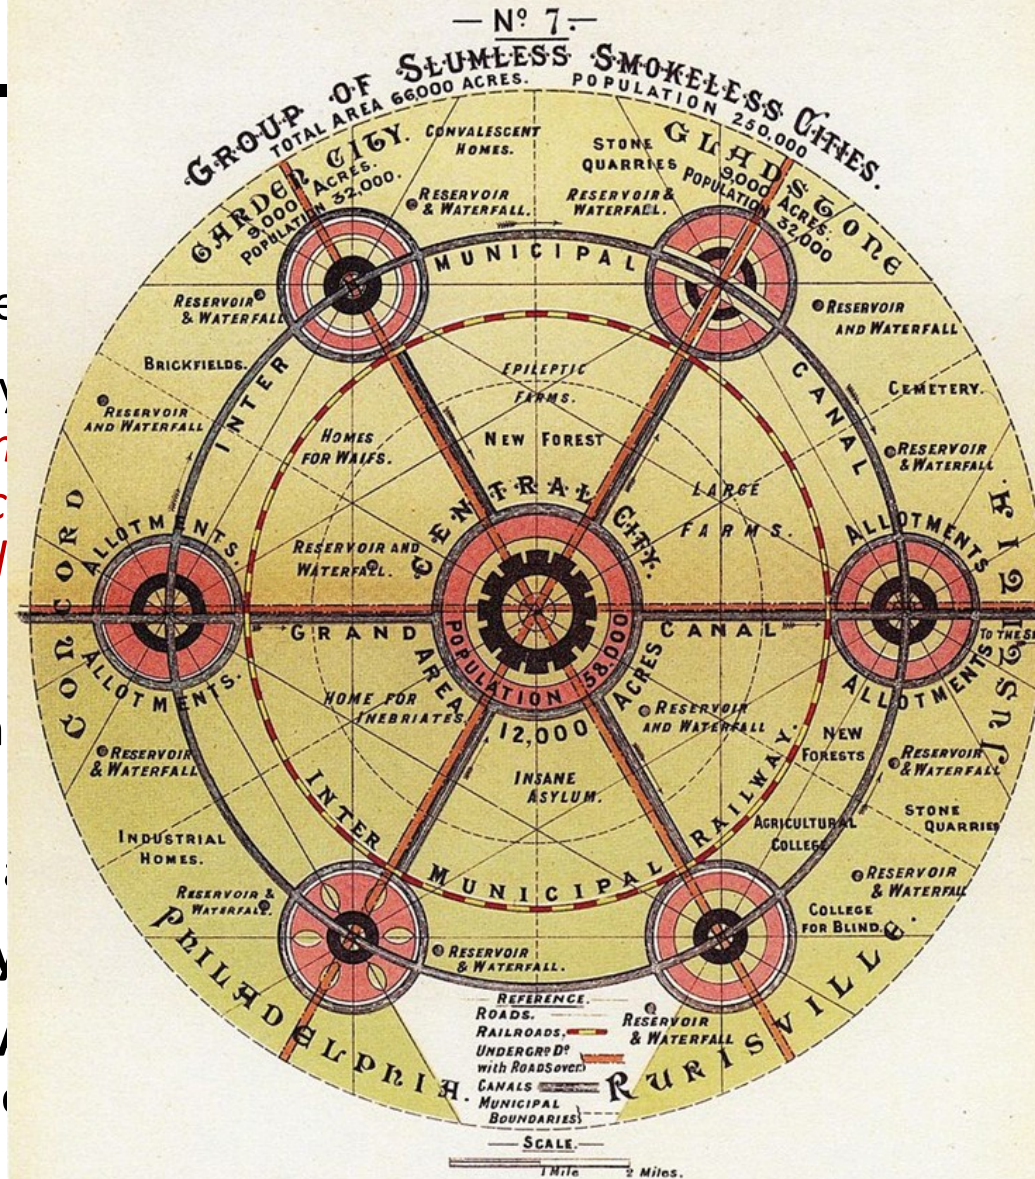 — Nº 7. —
GROUP OF SLUMLESS SMOKELESS CITIES.
TOTAL AREA 66,000 ACRES. POPULATION 250,000
GARDEN CITY.
9,000 ACRES.
POPULATION 32,000.
CONVALESCENT
HOMES.
STONE
QUARRIES
GLADSTONE
9,000 ACRES.
POPULATION 32,000
RESERVOIR
& WATERFALL.
RESERVOIR &
WATERFALL.
INTER MUNICIPAL CANAL
RESERVOIR
& WATERFALL
RESERVOIR
AND WATERFALL
BRICKFIELDS.
EPILEPTIC
FARMS.
CEMETERY.
RESERVOIR
AND WATERFALL
HOMES
FOR WAIFS.
NEW FOREST
RESERVOIR
& WATERFALL
LARGE
FARMS.
CENTRAL CITY.
CONCORD
ALLOTMENTS.
RESERVOIR AND
WATERFALL.
ALLOTMENTS
JUSTITIA
GRAND CANAL
POPULATION 58,000
TO THE SE
ALLOTMENTS.
AREA 12,000 ACRES
ALLOTMENTS
HOME FOR
INEBRIATES.
RESERVOIR
AND WATERFALL
NEW
FORESTS
RESERVOIR
& WATERFALL
RESERVOIR
& WATERFALL
INSANE
ASYLUM.
INTER MUNICIPAL RAILWAY.
STONE
QUARRIES
INDUSTRIAL
HOMES.
AGRICULTURAL
COLLEGE
RESERVOIR
& WATERFALL
RESERVOIR &
WATERFALL.
COLLEGE
FOR BLIND.
RESERVOIR
& WATERFALL.
PHILADELPHIA.
RURISVILLE.
REFERENCE.
ROADS.
RAILROADS.
UNDERGRD Do
with ROADS over.
CANALS
MUNICIPAL
BOUNDARIES
RESERVOIR
& WATERFALL
— SCALE. —
1 Mile 2 Miles.